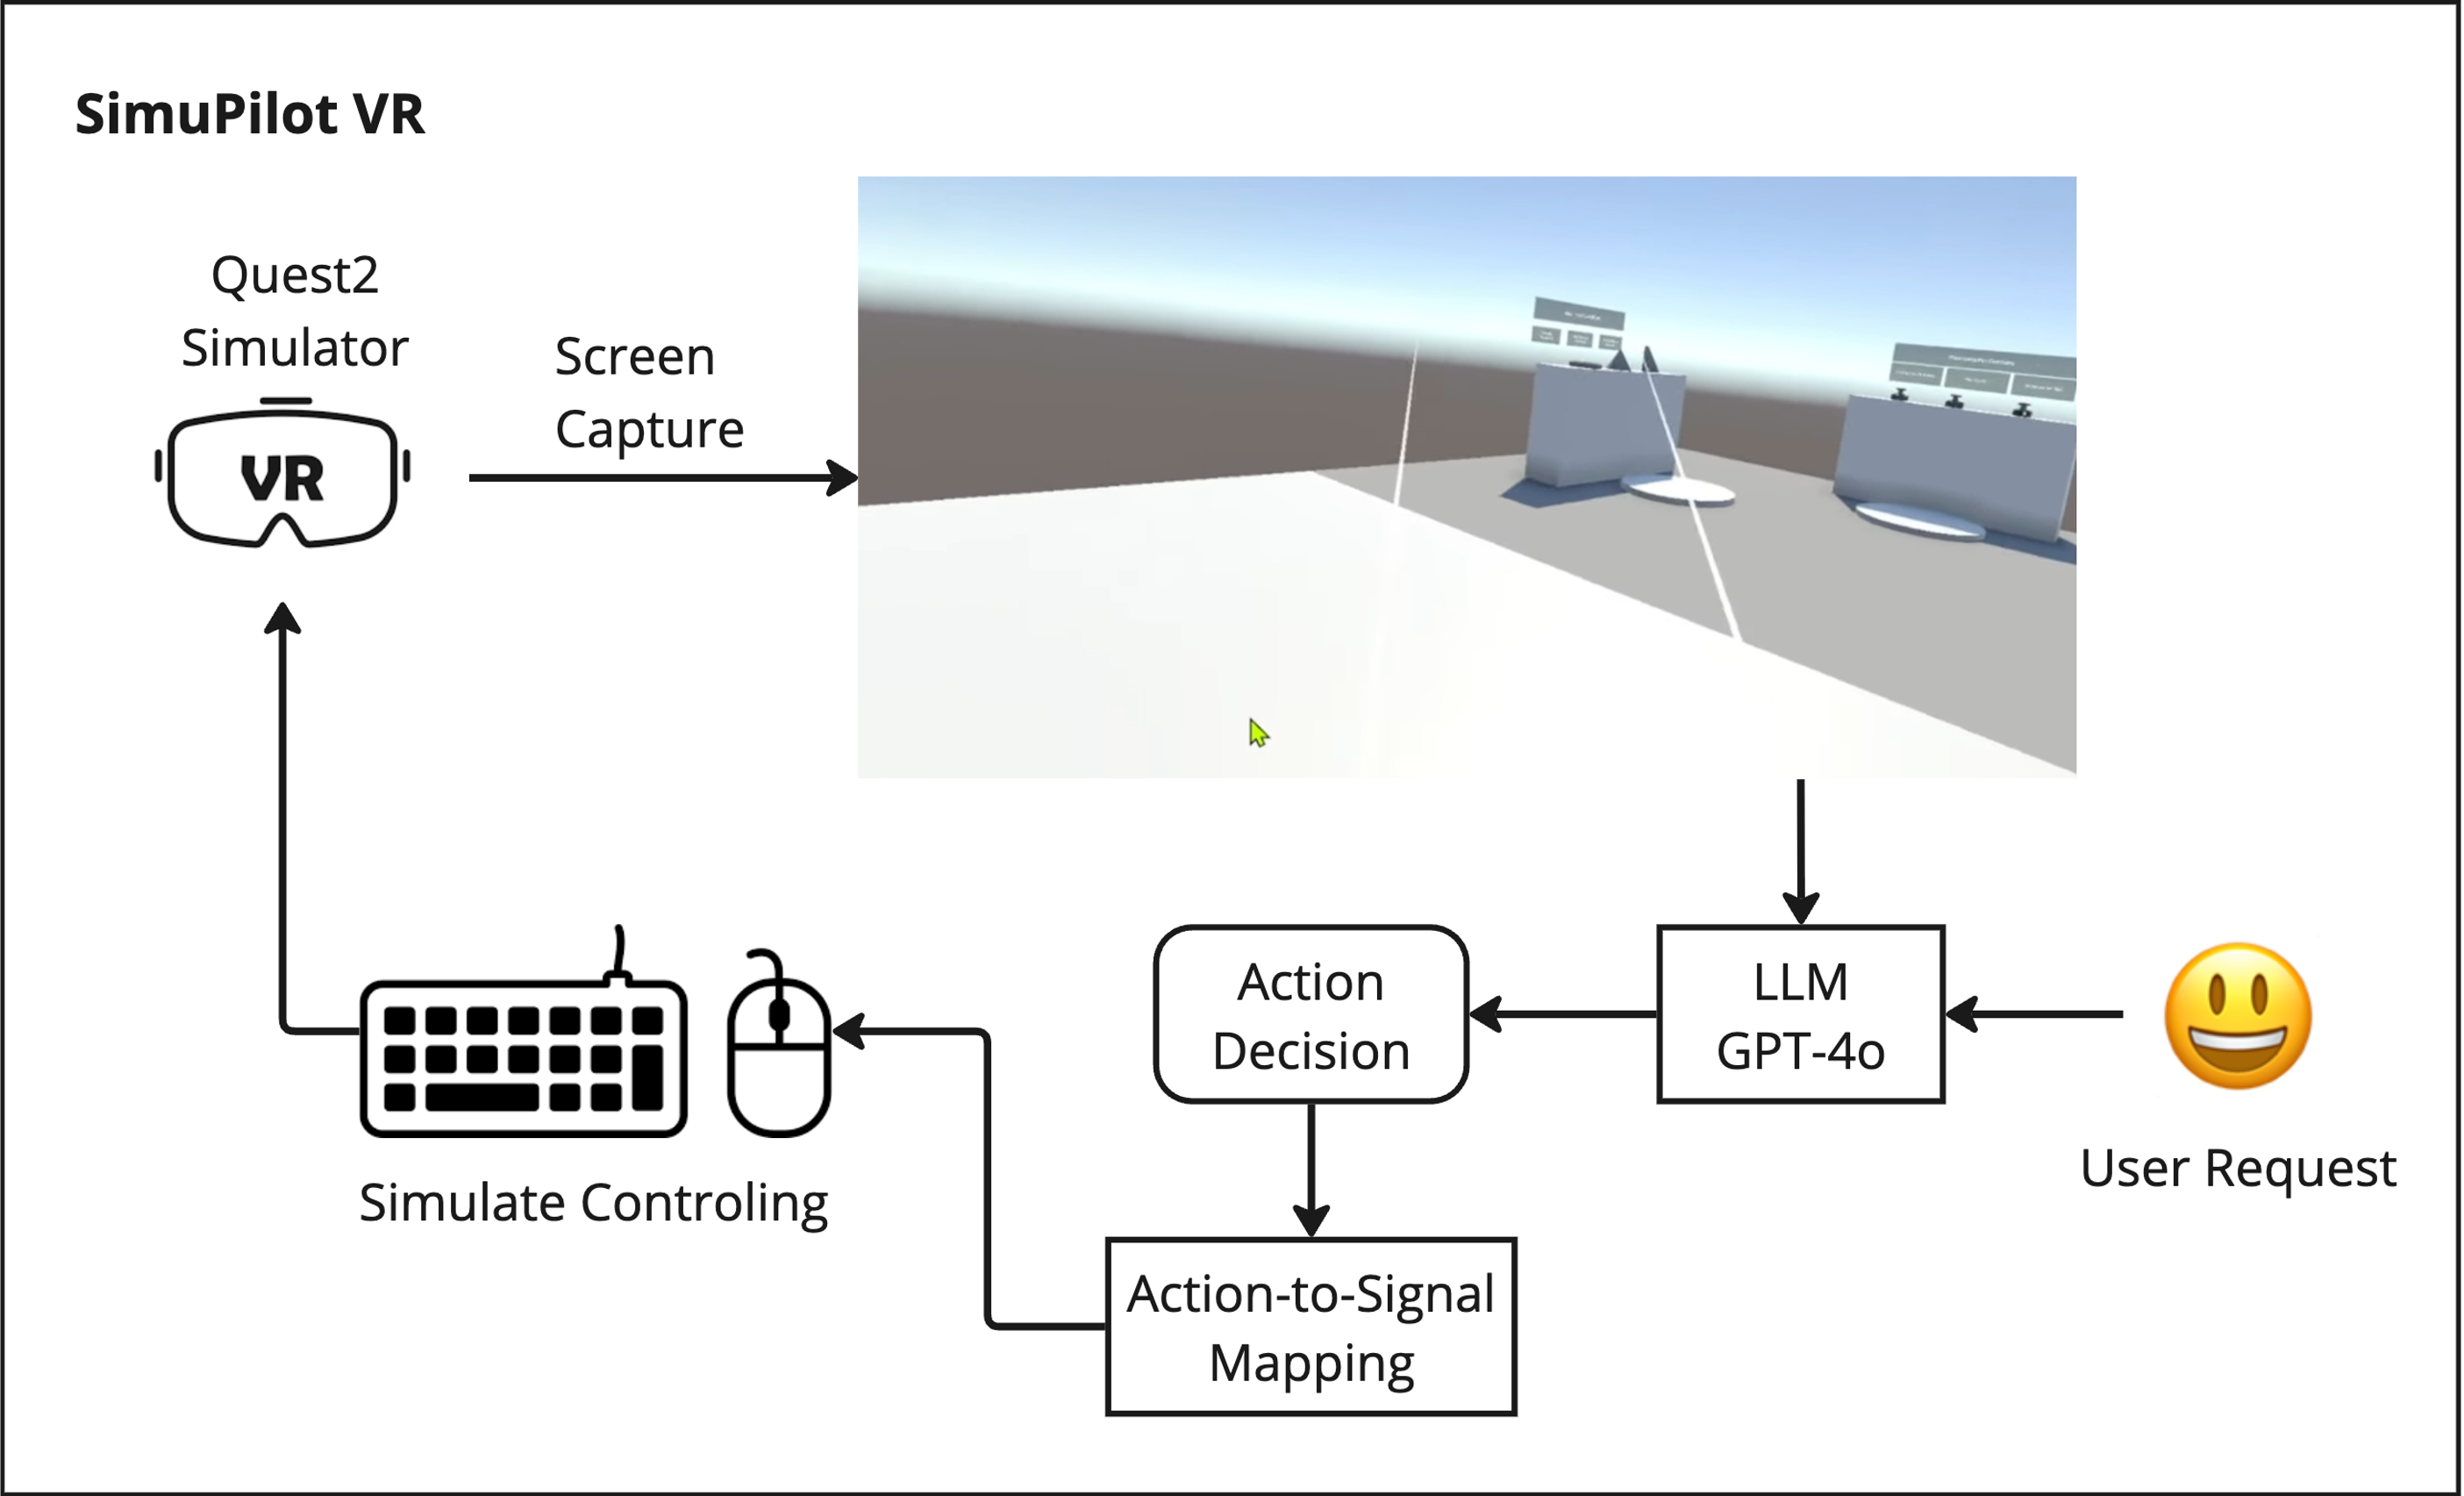 SimuPilot VR
Quest2
Simulator
VR
Screen
Capture
Action
Decision
LLM
GPT-4o
User Request
Simulate Controling
Action-to-Signal
Mapping